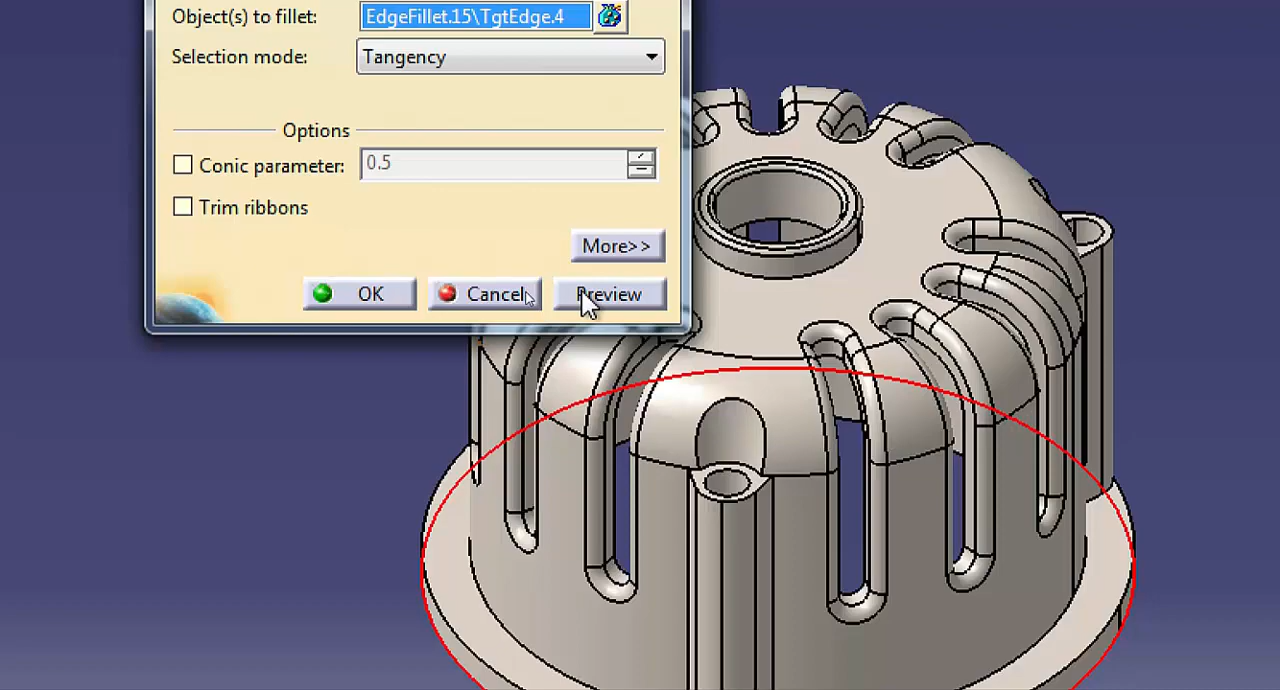 Object(s) to fillet: EdgeFillet.15\TgtEdge.4
Selection mode: Tangency
Options
Conic parameter: 0.5
Trim ribbons
More>>
OK Cancel Preview